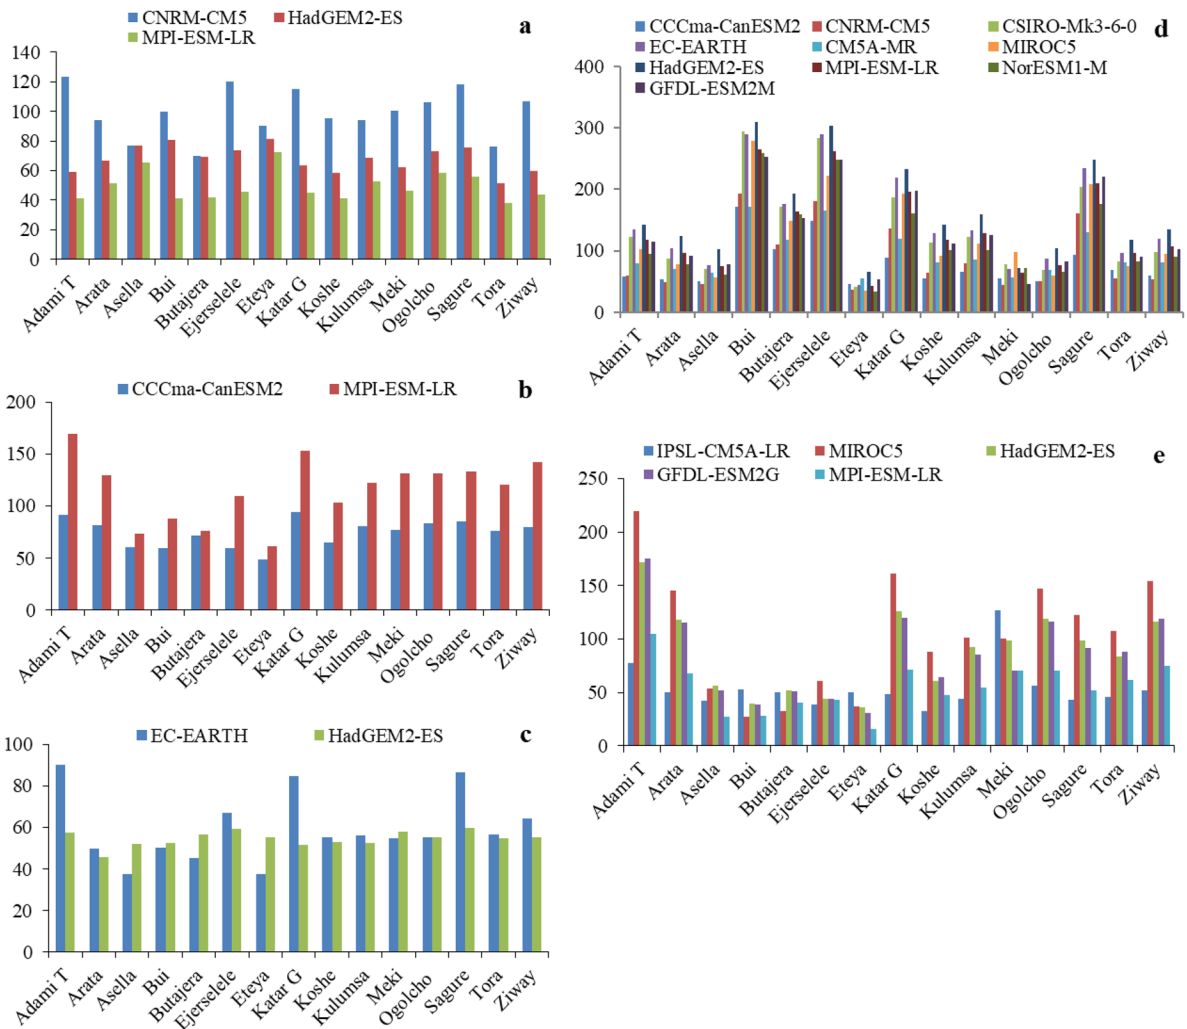 CNRM-CM5 HadGEM2-ES
MPI-ESM-LR
a
140
120
100
80
60
40
20
0
Adami T Arata Asella Bui Butajera Ejerselele Eteya Katar G Koshe Kulumsa Meki Ogolcho Sagure Tora Ziway
CCCma-CanESM2 MPI-ESM-LR
b
200
150
100
50
0
Adami T Arata Asella Bui Butajera Ejerselele Eteya Katar G Koshe Kulumsa Meki Ogolcho Sagure Tora Ziway
EC-EARTH HadGEM2-ES
c
100
80
60
40
20
0
Adami T Arata Asella Bui Butajera Ejerselele Eteya Katar G Koshe Kulumsa Meki Ogolcho Sagure Tora Ziway
CCCma-CanESM2 CNRM-CM5 CSIRO-Mk3-6-0
EC-EARTH CM5A-MR MIROC5
HadGEM2-ES MPI-ESM-LR NorESM1-M
GFDL-ESM2M
d
400
300
200
100
0
Adami T Arata Asella Bui Butajera Ejerselele Eteya Katar G Koshe Kulumsa Meki Ogolcho Sagure Tora Ziway
IPSL-CM5A-LR MIROC5 HadGEM2-ES
GFDL-ESM2G MPI-ESM-LR
e
250
200
150
100
50
0
Adami T Arata Asella Bui Butajera Ejerselele Eteya Katar G Koshe Kulumsa Meki Ogolcho Sagure Tora Ziway